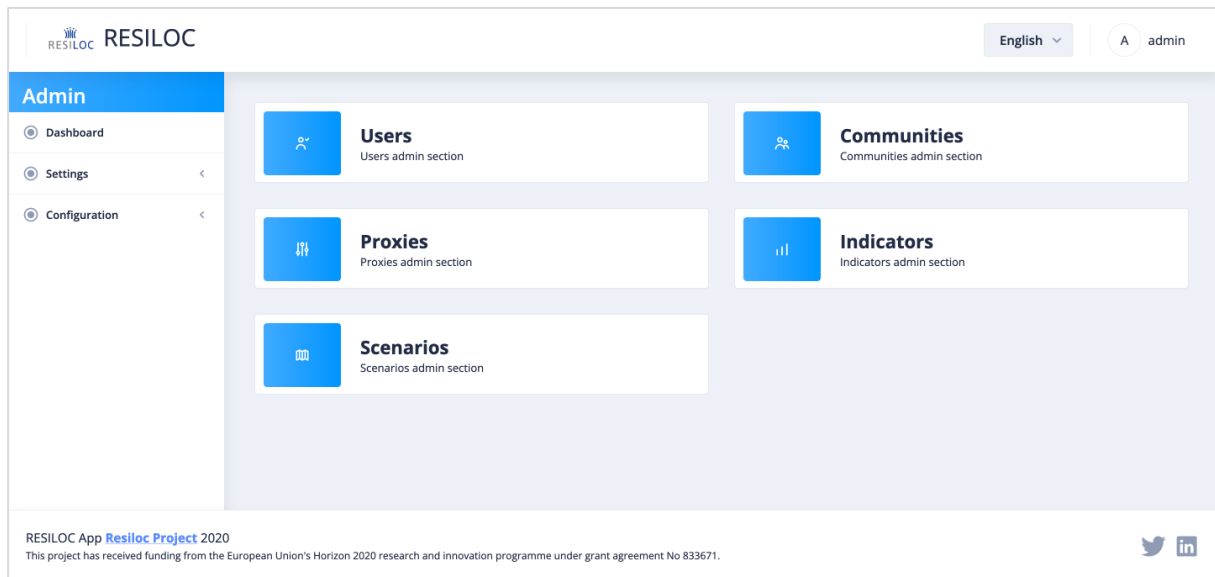 RESILOC RESILOC
English
A admin
Admin
Dashboard
Settings
Configuration
Users
Users admin section
Communities
Communities admin section
Proxies
Proxies admin section
Indicators
Indicators admin section
Scenarios
Scenarios admin section
RESILOC App Resiloc Project 2020
This project has received funding from the European Union's Horizon 2020 research and innovation programme under grant agreement No 833671.
in